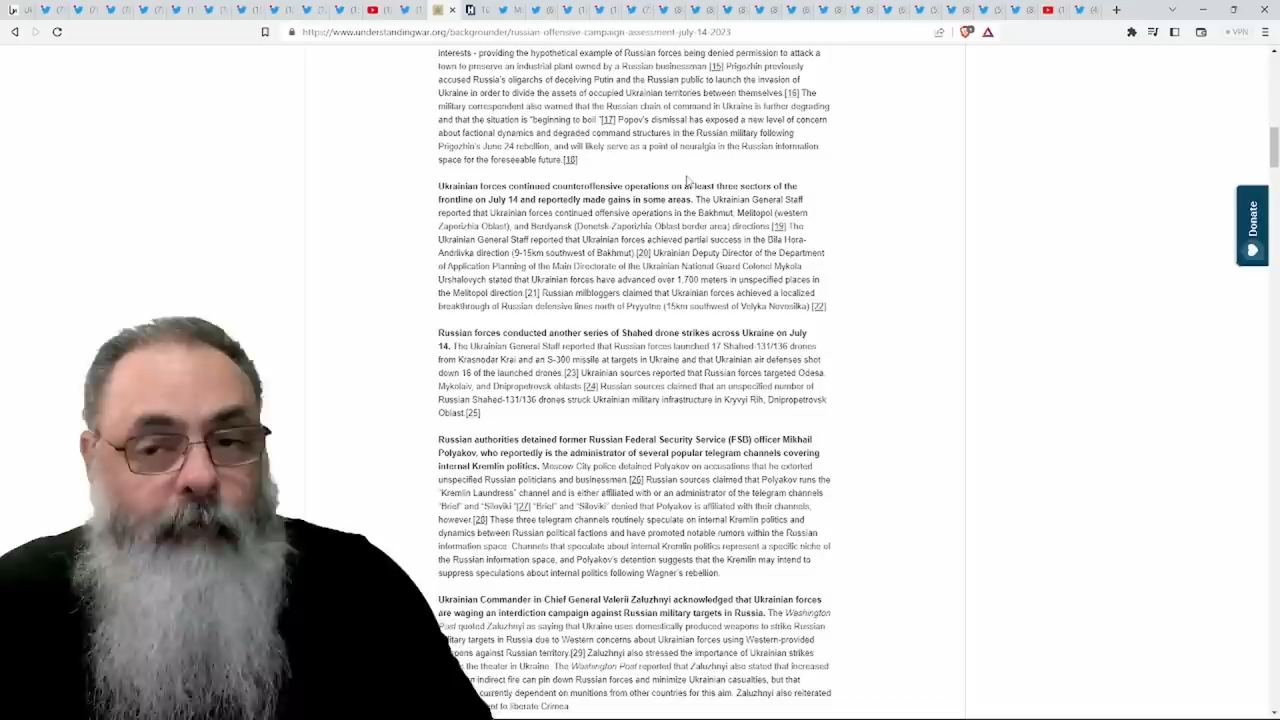 https://www.understandingwar.org/backgrounder/russian-offensive-campaign-assessment-july-14-2023
VPN
interests - providing the hypothetical example of Russian forces being denied permission to attack a
town to preserve an industrial plant owned by a Russian businessman.[15] Prigozhin previously
accused Russia's oligarchs of deceiving Putin and the Russian public to launch the invasion of
Ukraine in order to divide the assets of occupied Ukrainian territories between themselves.[16] The
military correspondent also warned that the Russian chain of command in Ukraine is further degrading
and that the situation is "beginning to boil."[17] Popov's dismissal has exposed a new level of concern
about factional dynamics and degraded command structures in the Russian military following
Prigozhin's June 24 rebellion, and will likely serve as a point of neuralgia in the Russian information
space for the foreseeable future.[18]
Ukrainian forces continued counteroffensive operations on at least three sectors of the
frontline on July 14 and reportedly made gains in some areas. The Ukrainian General Staff
reported that Ukrainian forces continued offensive operations in the Bakhmut, Melitopol (western
Zaporizhia Oblast), and Berdyansk (Donetsk-Zaporizhia Oblast border area) directions.[19] The
Ukrainian General Staff reported that Ukrainian forces achieved partial success in the Bila Hora-
Andriivka direction (9-15km southwest of Bakhmut).[20] Ukrainian Deputy Director of the Department
of Application Planning of the Main Directorate of the Ukrainian National Guard Colonel Mykola
Urshalovych stated that Ukrainian forces have advanced over 1,700 meters in unspecified places in
the Melitopol direction.[21] Russian milbloggers claimed that Ukrainian forces achieved a localized
breakthrough of Russian defensive lines north of Pryyutne (15km southwest of Velyka Novosilka).[22]
Russian forces conducted another series of Shahed drone strikes across Ukraine on July
14. The Ukrainian General Staff reported that Russian forces launched 17 Shahed-131/136 drones
from Krasnodar Krai and an S-300 missile at targets in Ukraine and that Ukrainian air defenses shot
down 16 of the launched drones.[23] Ukrainian sources reported that Russian forces targeted Odesa,
Mykolaiv, and Dnipropetrovsk oblasts.[24] Russian sources claimed that an unspecified number of
Russian Shahed-131/136 drones struck Ukrainian military infrastructure in Kryvyi Rih, Dnipropetrovsk
Oblast.[25]
Russian authorities detained former Russian Federal Security Service (FSB) officer Mikhail
Polyakov, who reportedly is the administrator of several popular telegram channels covering
internal Kremlin politics. Moscow City police detained Polyakov on accusations that he extorted
unspecified Russian politicians and businessmen.[26] Russian sources claimed that Polyakov runs the
"Kremlin Laundress" channel and is either affiliated with or an administrator of the telegram channels
"Brief" and "Siloviki."[27] "Brief" and "Siloviki" denied that Polyakov is affiliated with their channels,
however.[28] These three telegram channels routinely speculate on internal Kremlin politics and
dynamics between Russian political factions and have promoted notable rumors within the Russian
information space. Channels that speculate about internal Kremlin politics represent a specific niche of
the Russian information space, and Polyakov's detention suggests that the Kremlin may intend to
suppress speculations about internal politics following Wagner's rebellion.
Ukrainian Commander in Chief General Valerii Zaluzhnyi acknowledged that Ukrainian forces
are waging an interdiction campaign against Russian military targets in Russia. The Washington
Post quoted Zaluzhnyi as saying that Ukraine uses domestically produced weapons to strike Russian
military targets in Russia due to Western concerns about Ukrainian forces using Western-provided
weapons against Russian territory.[29] Zaluzhnyi also stressed the importance of Ukrainian strikes
the theater in Ukraine. The Washington Post reported that Zaluzhnyi also stated that increased
indirect fire can pin down Russian forces and minimize Ukrainian casualties, but that
currently dependent on munitions from other countries for this aim. Zaluzhnyi also reiterated
to liberate Crimea
Donate